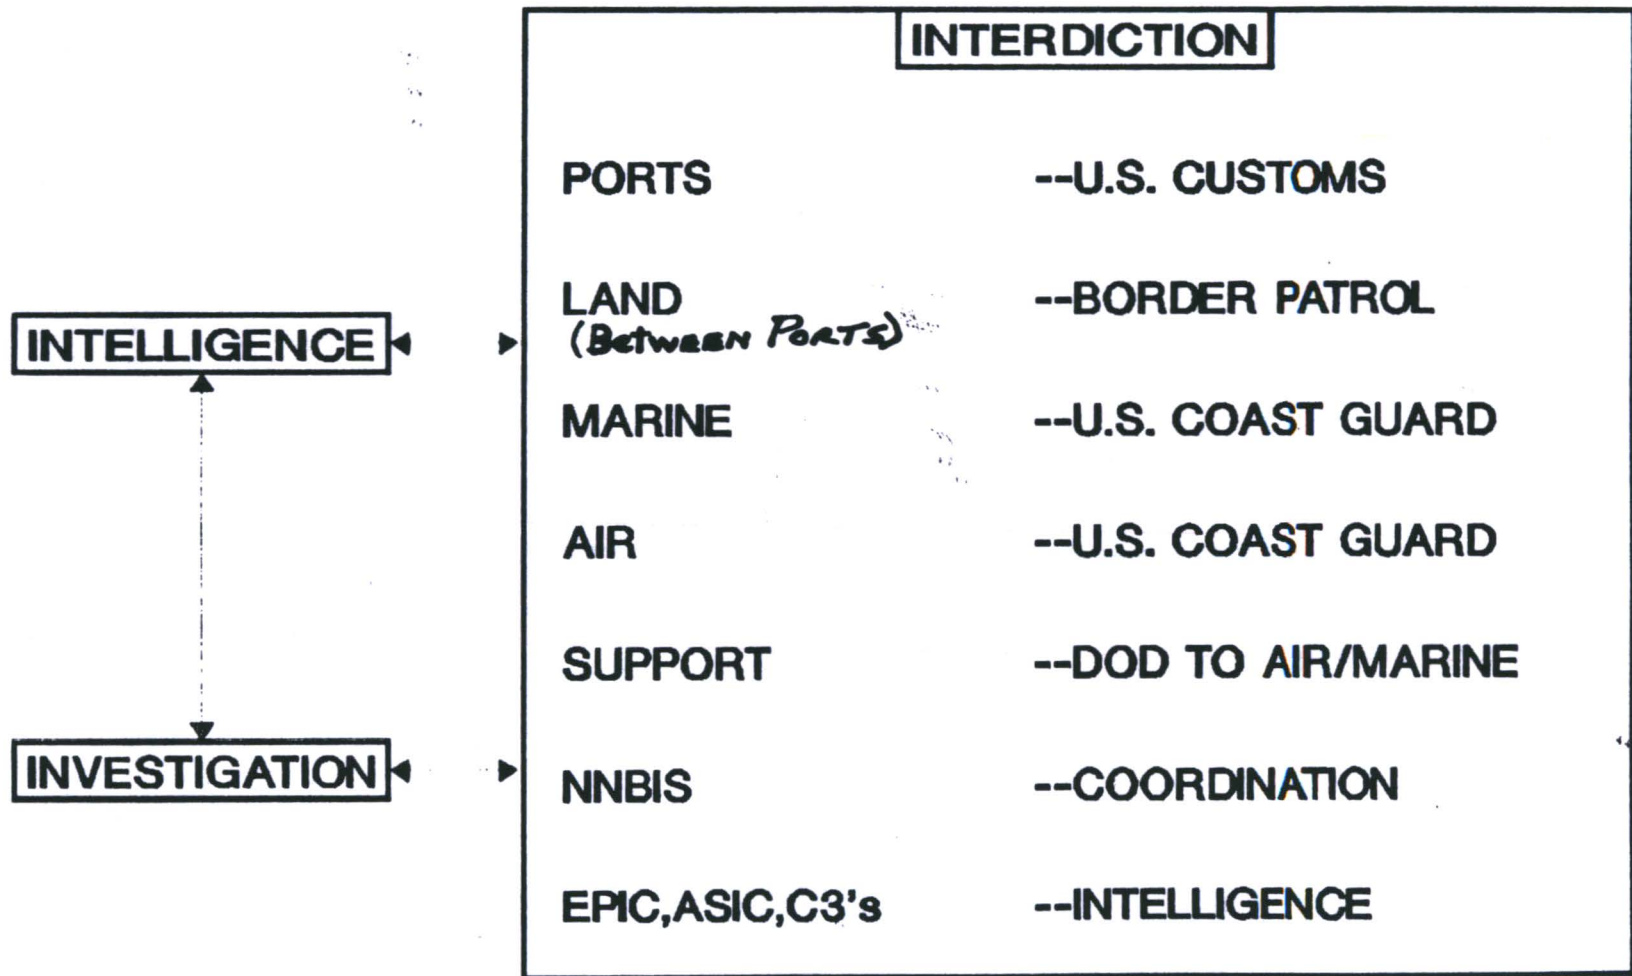 INTERDICTION
PORTS --U.S. CUSTOMS
LAND --BORDER PATROL
(BETWEEN PORTS)
INTELLIGENCE
MARINE --U.S. COAST GUARD
AIR --U.S. COAST GUARD
SUPPORT --DOD TO AIR/MARINE
INVESTIGATION
NNBIS --COORDINATION
EPIC,ASIC,C3's --INTELLIGENCE